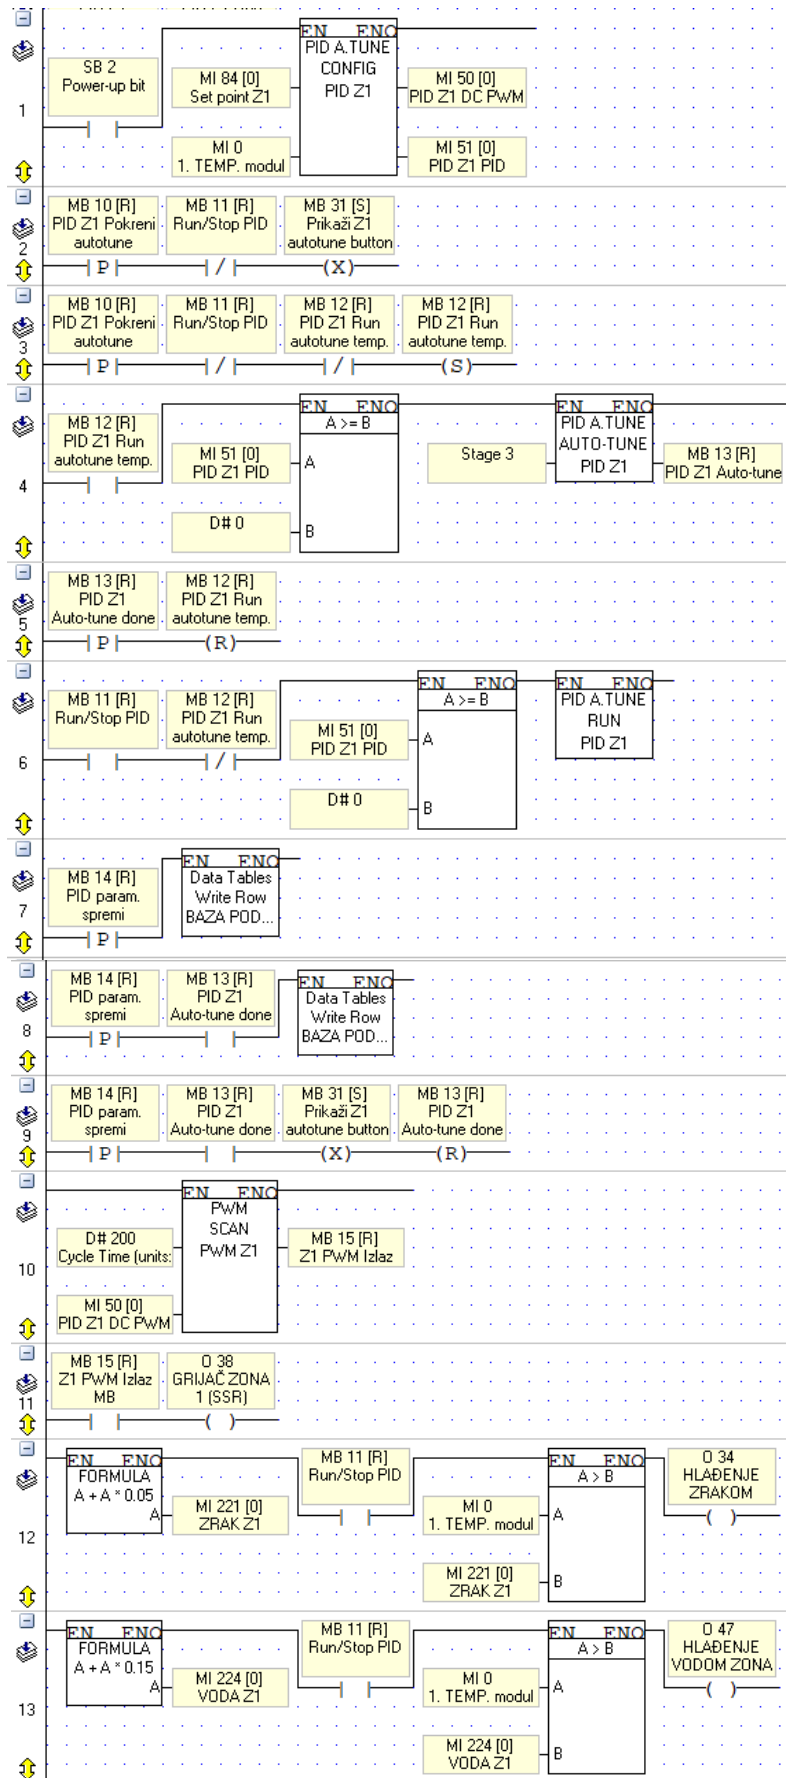 EN ENO
PID A.TUNE
CONFIG
PID Z1
SB 2
Power-up bit
MI 84 [0]
Set point Z1
MI 50 [0]
PID Z1 DC PWM
1
MI 0
1. TEMP. modul
MI 51 [0]
PID Z1 PID
MB 10 [R]
PID Z1 Pokreni
autotune
MB 11 [R]
Run/Stop PID
MB 31 [S]
Prikaži Z1
autotune button
2
P
/
(X)
MB 10 [R]
PID Z1 Pokreni
autotune
MB 11 [R]
Run/Stop PID
MB 12 [R]
PID Z1 Run
autotune temp.
MB 12 [R]
PID Z1 Run
autotune temp.
3
P
/
/
(S)
EN ENO
A >= B
EN ENO
PID A.TUNE
AUTO-TUNE
PID Z1
MB 12 [R]
PID Z1 Run
autotune temp.
MI 51 [0]
PID Z1 PID
A
Stage 3
MB 13 [R]
PID Z1 Auto-tune
4
D# 0
B
MB 13 [R]
PID Z1
Auto-tune done
MB 12 [R]
PID Z1 Run
autotune temp.
5
P
(R)
EN ENO
A >= B
EN ENO
PID A.TUNE
RUN
PID Z1
MB 11 [R]
Run/Stop PID
MB 12 [R]
PID Z1 Run
autotune temp.
MI 51 [0]
PID Z1 PID
A
/
6
D# 0
B
EN ENO
Data Tables
Write Row
BAZA POD...
MB 14 [R]
PID param.
spremi
7
P
MB 14 [R]
PID param.
spremi
MB 13 [R]
PID Z1
Auto-tune done
EN ENO
Data Tables
Write Row
BAZA POD...
8
P
MB 14 [R]
PID param.
spremi
MB 13 [R]
PID Z1
Auto-tune done
MB 31 [S]
Prikaži Z1
autotune button
MB 13 [R]
PID Z1
Auto-tune done
9
P
(X)
(R)
EN ENO
PWM
SCAN
PWM Z1
D# 200
Cycle Time (units:
MB 15 [R]
Z1 PWM Izlaz
10
MI 50 [0]
PID Z1 DC PWM
MB 15 [R]
Z1 PWM Izlaz
MB
O 38
GRIJAČ ZONA
1 (SSR)
11
( )
EN ENO
FORMULA
A + A * 0.05
A
MI 221 [0]
ZRAK Z1
MB 11 [R]
Run/Stop PID
EN ENO
A > B
MI 0
1. TEMP. modul
A
O 34
HLAĐENJE
ZRAKOM
( )
12
MI 221 [0]
ZRAK Z1
B
EN ENO
FORMULA
A + A * 0.15
A
MI 224 [0]
VODA Z1
MB 11 [R]
Run/Stop PID
EN ENO
A > B
MI 0
1. TEMP. modul
A
O 47
HLAĐENJE
VODOM ZONA
( )
13
MI 224 [0]
VODA Z1
B